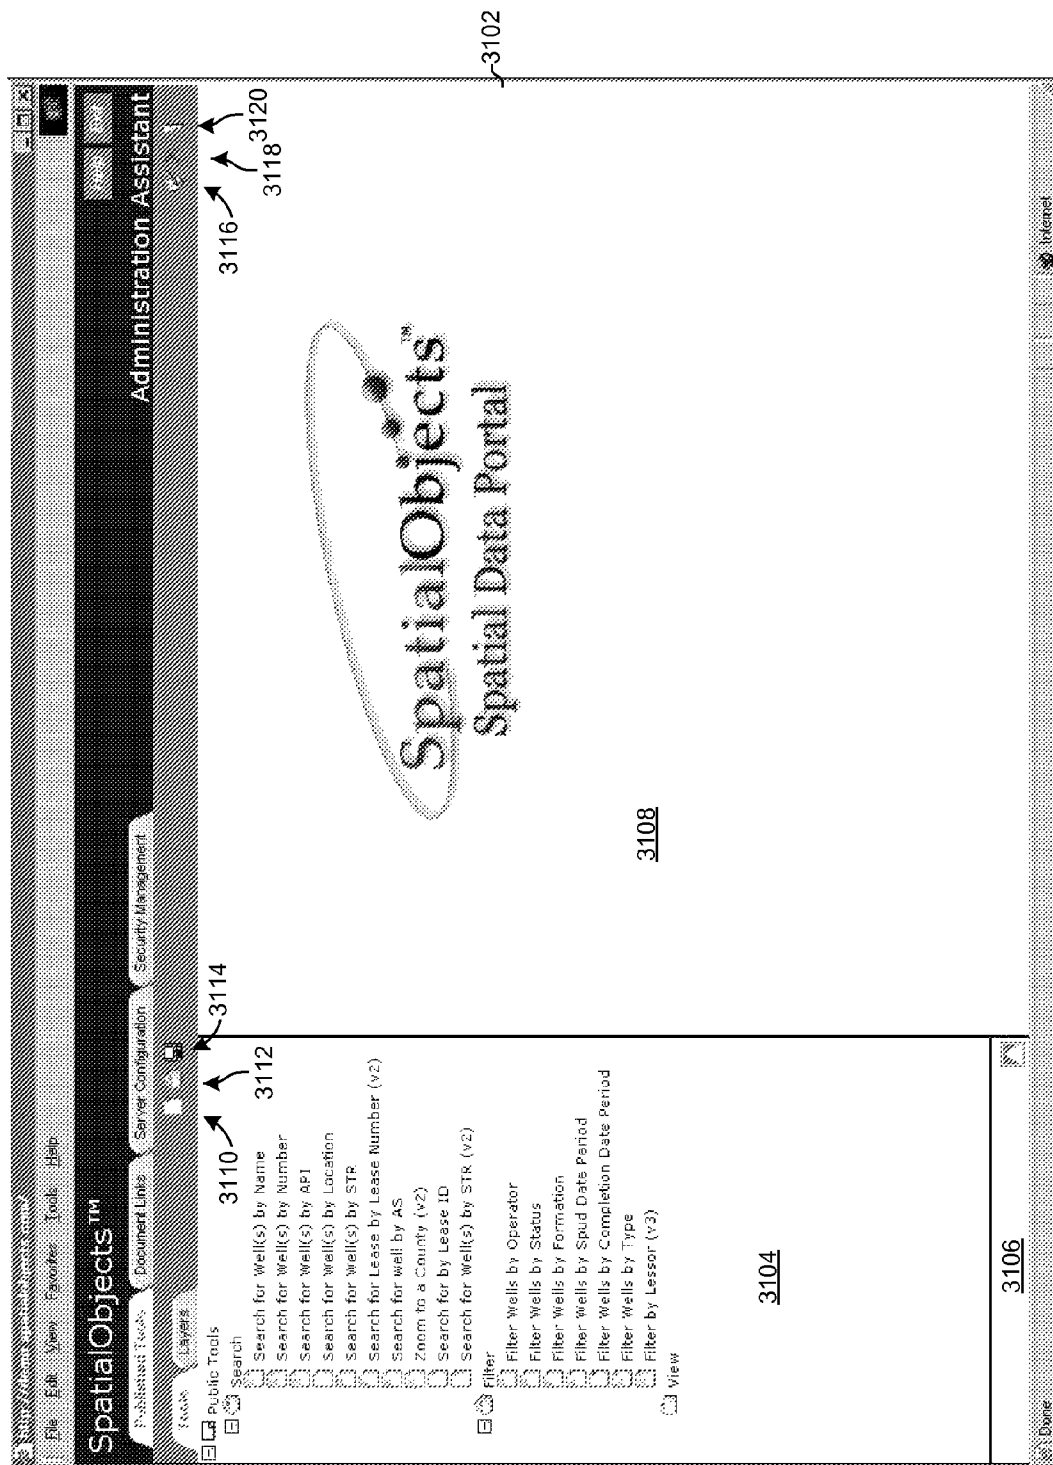 File Edit View Favorites Tools Help
SpatialObjects™
Help Exit
Published Tools Document Links Server Configuration Security Management
Administration Assistant
Tools Layers
3110
3112
3114
3116
3118
3120
3102
Public Tools
Search
Search for Well(s) by Name
Search for Well(s) by Number
Search for Well(s) by API
Search for Well(s) by Location
Search for Well(s) by STR
Search for Lease by Lease Number (v2)
Search for well by AS
Zoom to a County (v2)
Search for by Lease ID
Search for Well(s) by STR (v2)
Filter
Filter Wells by Operator
Filter Wells by Status
Filter Wells by Formation
Filter Wells by Spud Date Period
Filter Wells by Completion Date Period
Filter Wells by Type
Filter by Lessor (v3)
View
SpatialObjects™
Spatial Data Portal
3108
3104
3106
Done
Internet